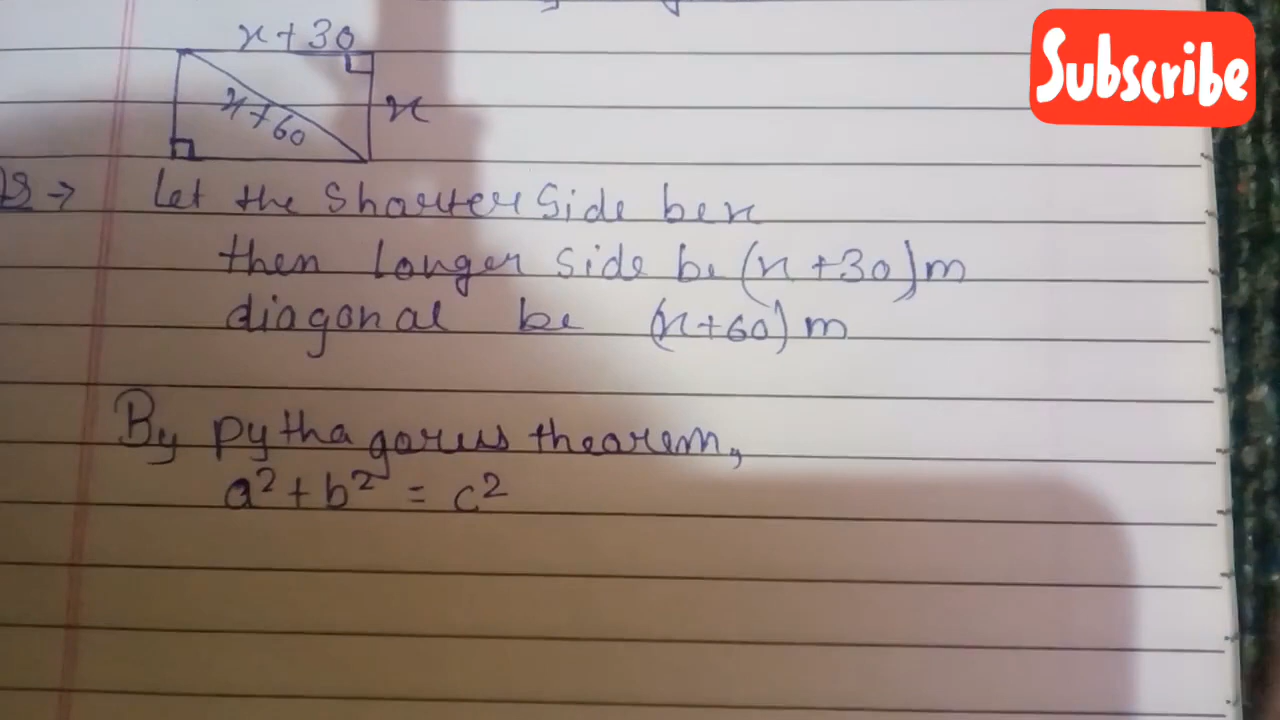 x+30
Subscribe
x+60
x
Let the Shorter Side be x
then longer side be (x+30)m
diagonal be (x+60)m
By pythagorus thearem,
a²+b² = c²